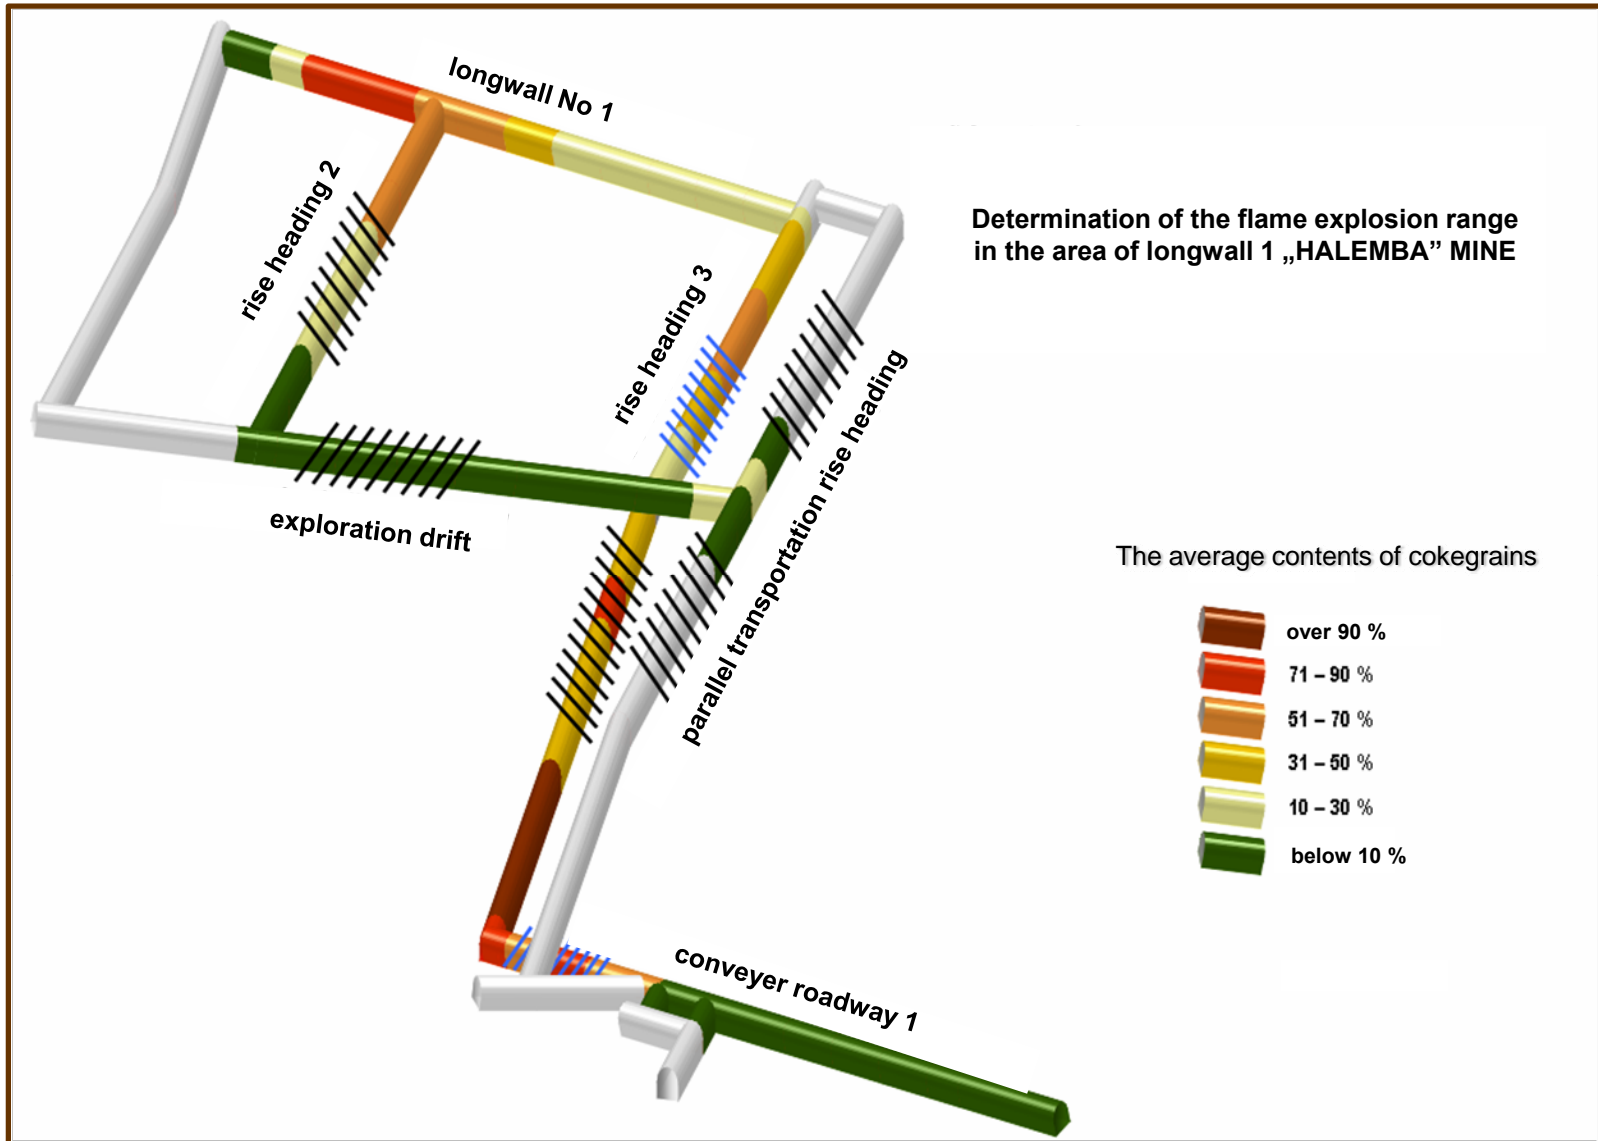 longwall No 1
rise heading 2
Determination of the flame explosion range
in the area of longwall 1 „HALEMBA” MINE
rise heading 3
parallel transportation rise heading
exploration drift
The average contents of cokegrains
over 90 %
71 – 90 %
51 – 70 %
31 – 50 %
10 – 30 %
below 10 %
conveyer roadway 1